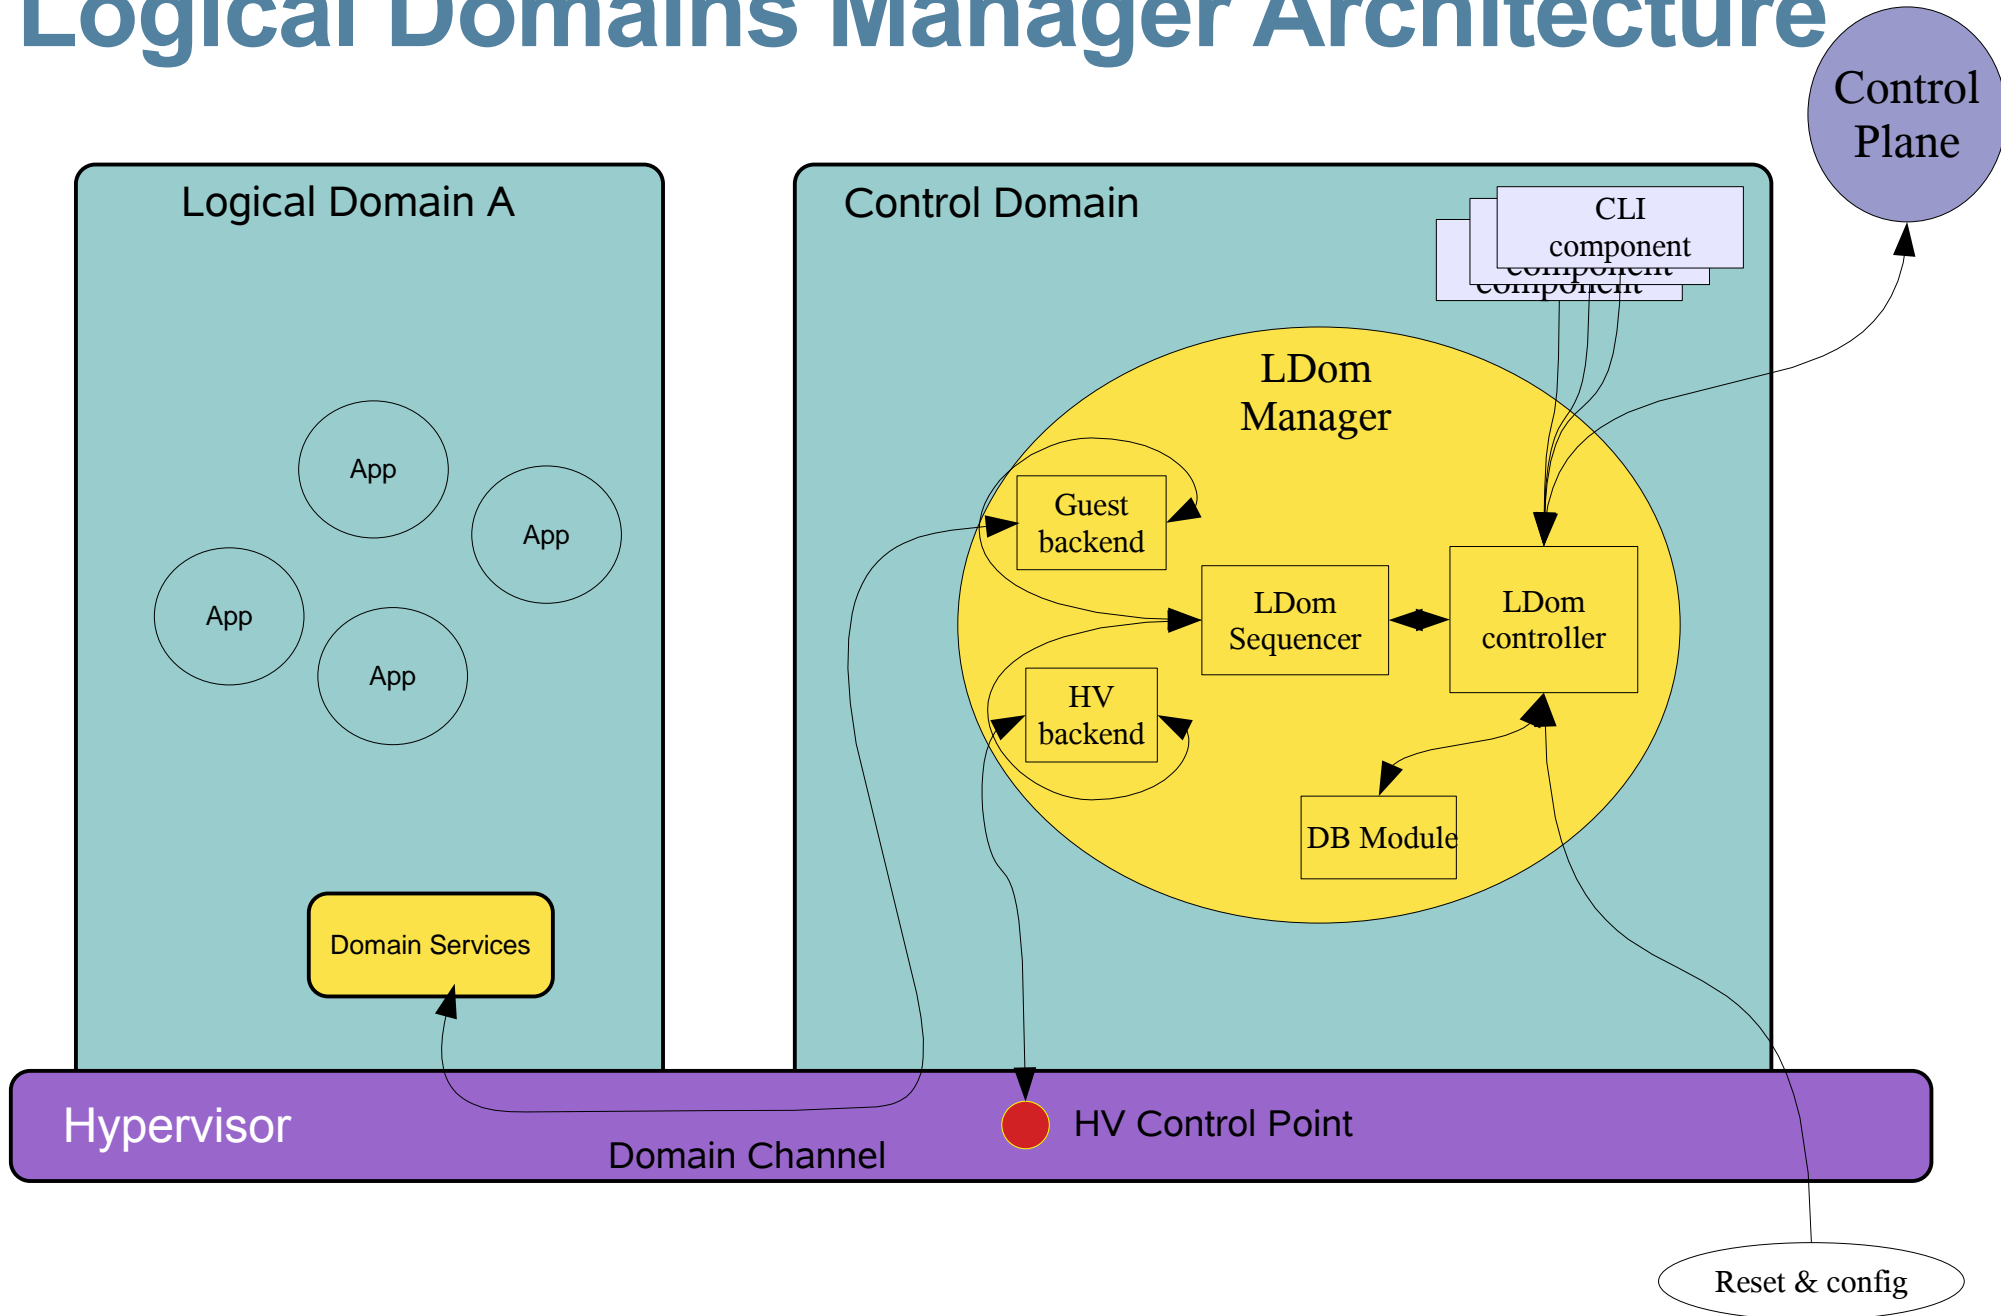 Logical Domains Manager Architecture
Control
Plane
Logical Domain A
Control Domain
CLI
component
component
component
LDom
Manager
App
App
App
App
Guest
backend
LDom
Sequencer
LDom
controller
HV
backend
DB Module
Domain Services
Hypervisor
HV Control Point
Domain Channel
Reset & config